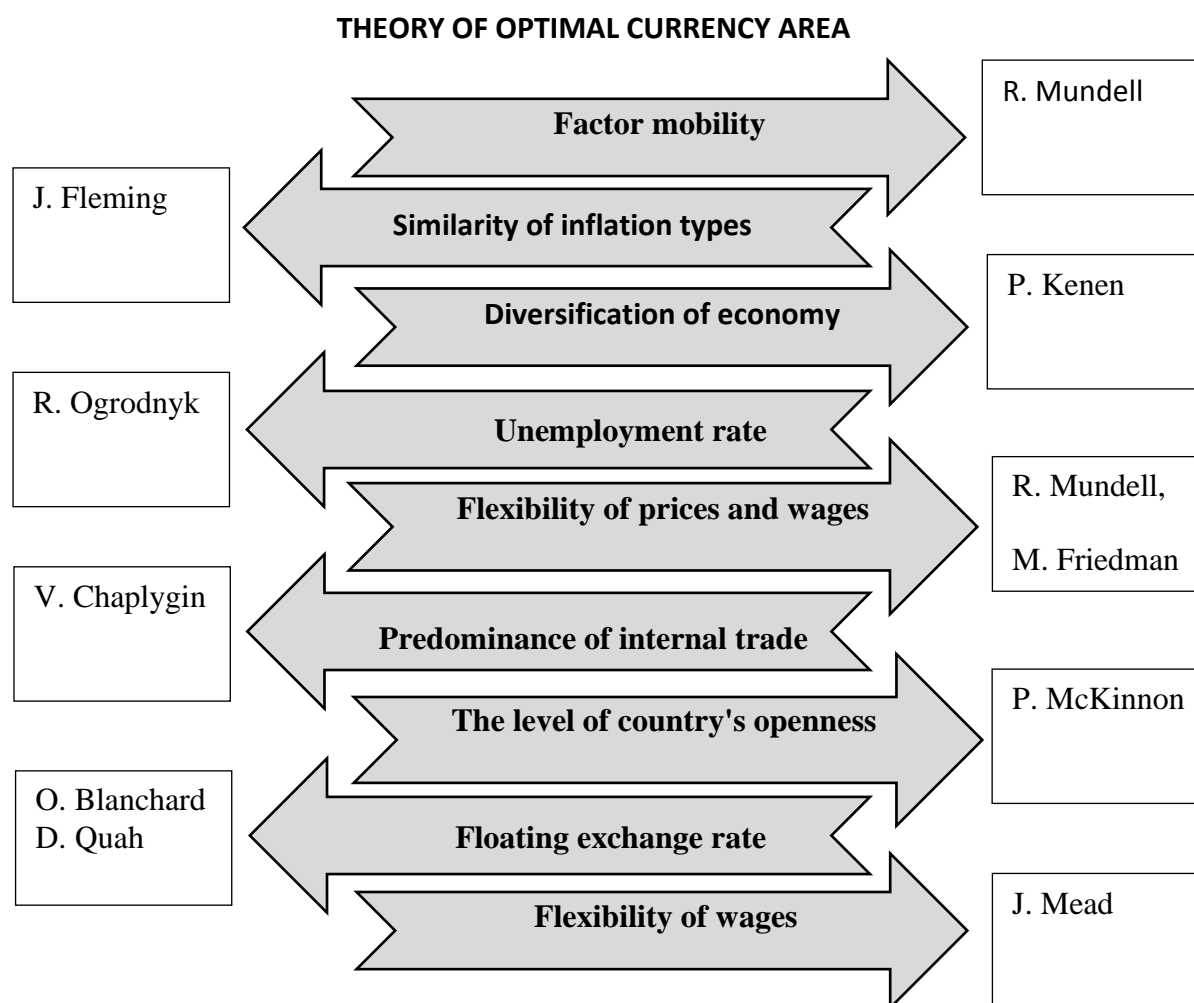 THEORY OF OPTIMAL CURRENCY AREA
Factor mobility
R. Mundell
J. Fleming
Similarity of inflation types
Diversification of economy
P. Kenen
R. Ogrodnyk
Unemployment rate
Flexibility of prices and wages
R. Mundell,
M. Friedman
V. Chaplygin
Predominance of internal trade
The level of country's openness
P. McKinnon
O. Blanchard
D. Quah
Floating exchange rate
Flexibility of wages
J. Mead